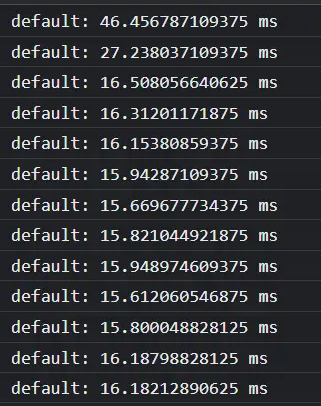 default: 46.456787109375 ms
default: 27.238037109375 ms
default: 16.508056640625 ms
default: 16.31201171875 ms
default: 16.15380859375 ms
default: 15.94287109375 ms
default: 15.669677734375 ms
default: 15.821044921875 ms
default: 15.948974609375 ms
default: 15.612060546875 ms
default: 15.800048828125 ms
default: 16.18798828125 ms
default: 16.18212890625 ms